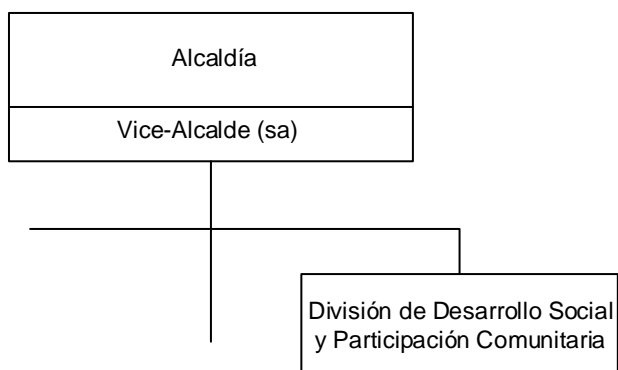 Alcaldía
Vice-Alcalde (sa)
División de Desarrollo Social
y Participación Comunitaria